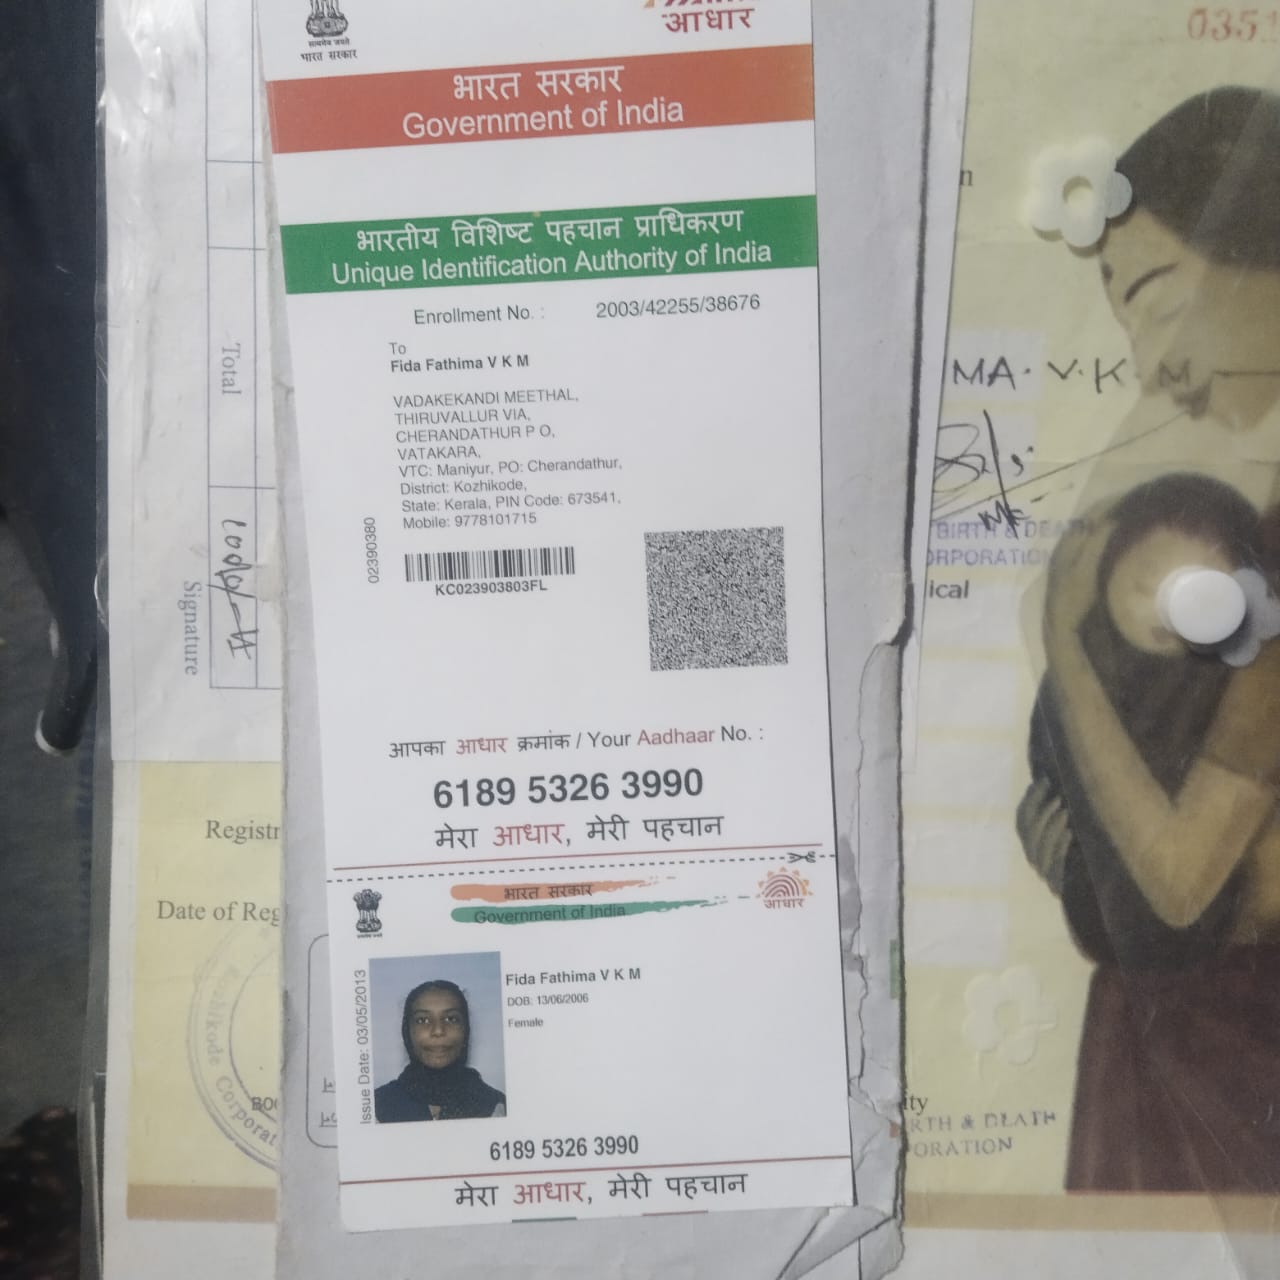 आधार
सत्यमेव जयते
भारत सरकार
भारत सरकार
Government of India
भारतीय विशिष्ट पहचान प्राधिकरण
Unique Identification Authority of India
Enrollment No. : 2003/42255/38676
To
Fida Fathima V K M
VADAKEKANDI MEETHAL,
THIRUVALLUR VIA,
CHERANDATHUR P O,
VATAKARA,
VTC: Maniyur, PO: Cherandathur,
District: Kozhikode,
State: Kerala, PIN Code: 673541,
Mobile: 9778101715
02390380
KC023903803FL
आपका आधार क्रमांक / Your Aadhaar No. :
6189 5326 3990
मेरा आधार, मेरी पहचान
भारत सरकार
Government of India
आधार
Issue Date: 03/05/2013
Fida Fathima V K M
DOB: 13/06/2006
Female
6189 5326 3990
मेरा आधार, मेरी पहचान
Total
Signature
Registr
Date of Reg
Kozhikode Corporat
0351
n
MA. V. K. M
BIRTH & DEATH
ORPORATION
ical
ity
RTH & DEATH
PORATION